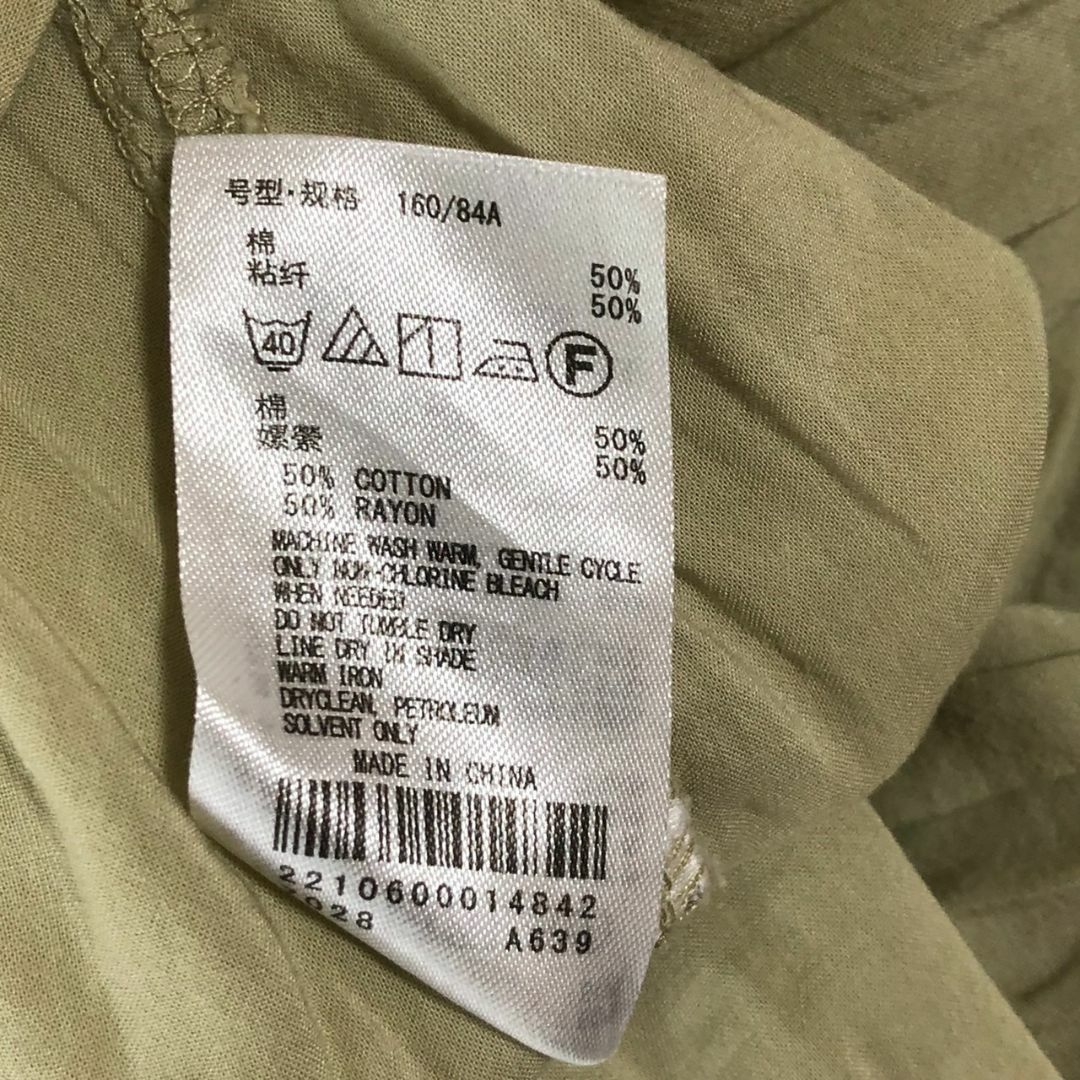 号型·规格 160/84A
棉 50%
粘纤 50%
40 F
棉 50%
嫘縈 50%
50% COTTON
50% RAYON
MACHINE WASH WARM, GENTLE CYCLE
ONLY NON-CHLORINE BLEACH
WHEN NEEDED
DO NOT TUMBLE DRY
LINE DRY IN SHADE
WARM IRON
DRYCLEAN, PETROLEUM
SOLVENT ONLY
MADE IN CHINA
2210600014842
A639